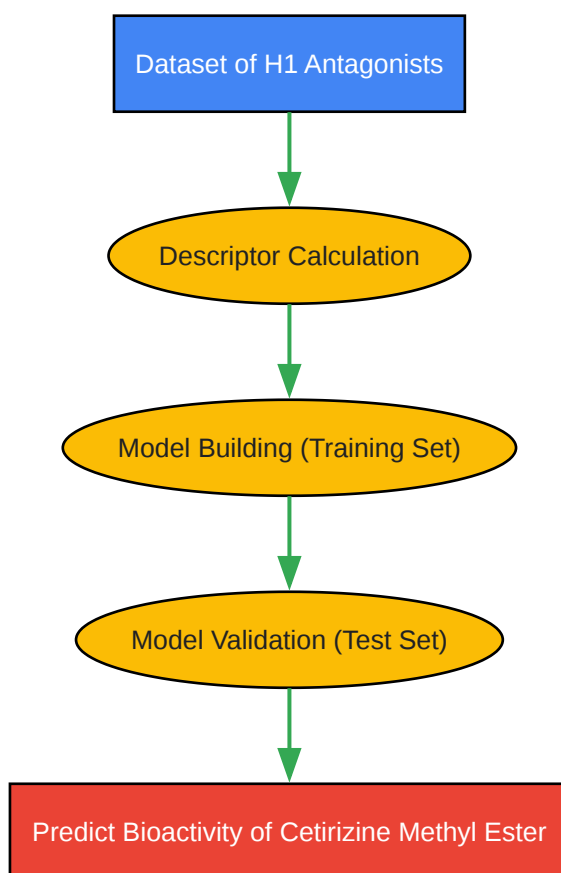 Dataset of H1 Antagonists
Descriptor Calculation
Model Building (Training Set)
Model Validation (Test Set)
Predict Bioactivity of Cetirizine Methyl Ester